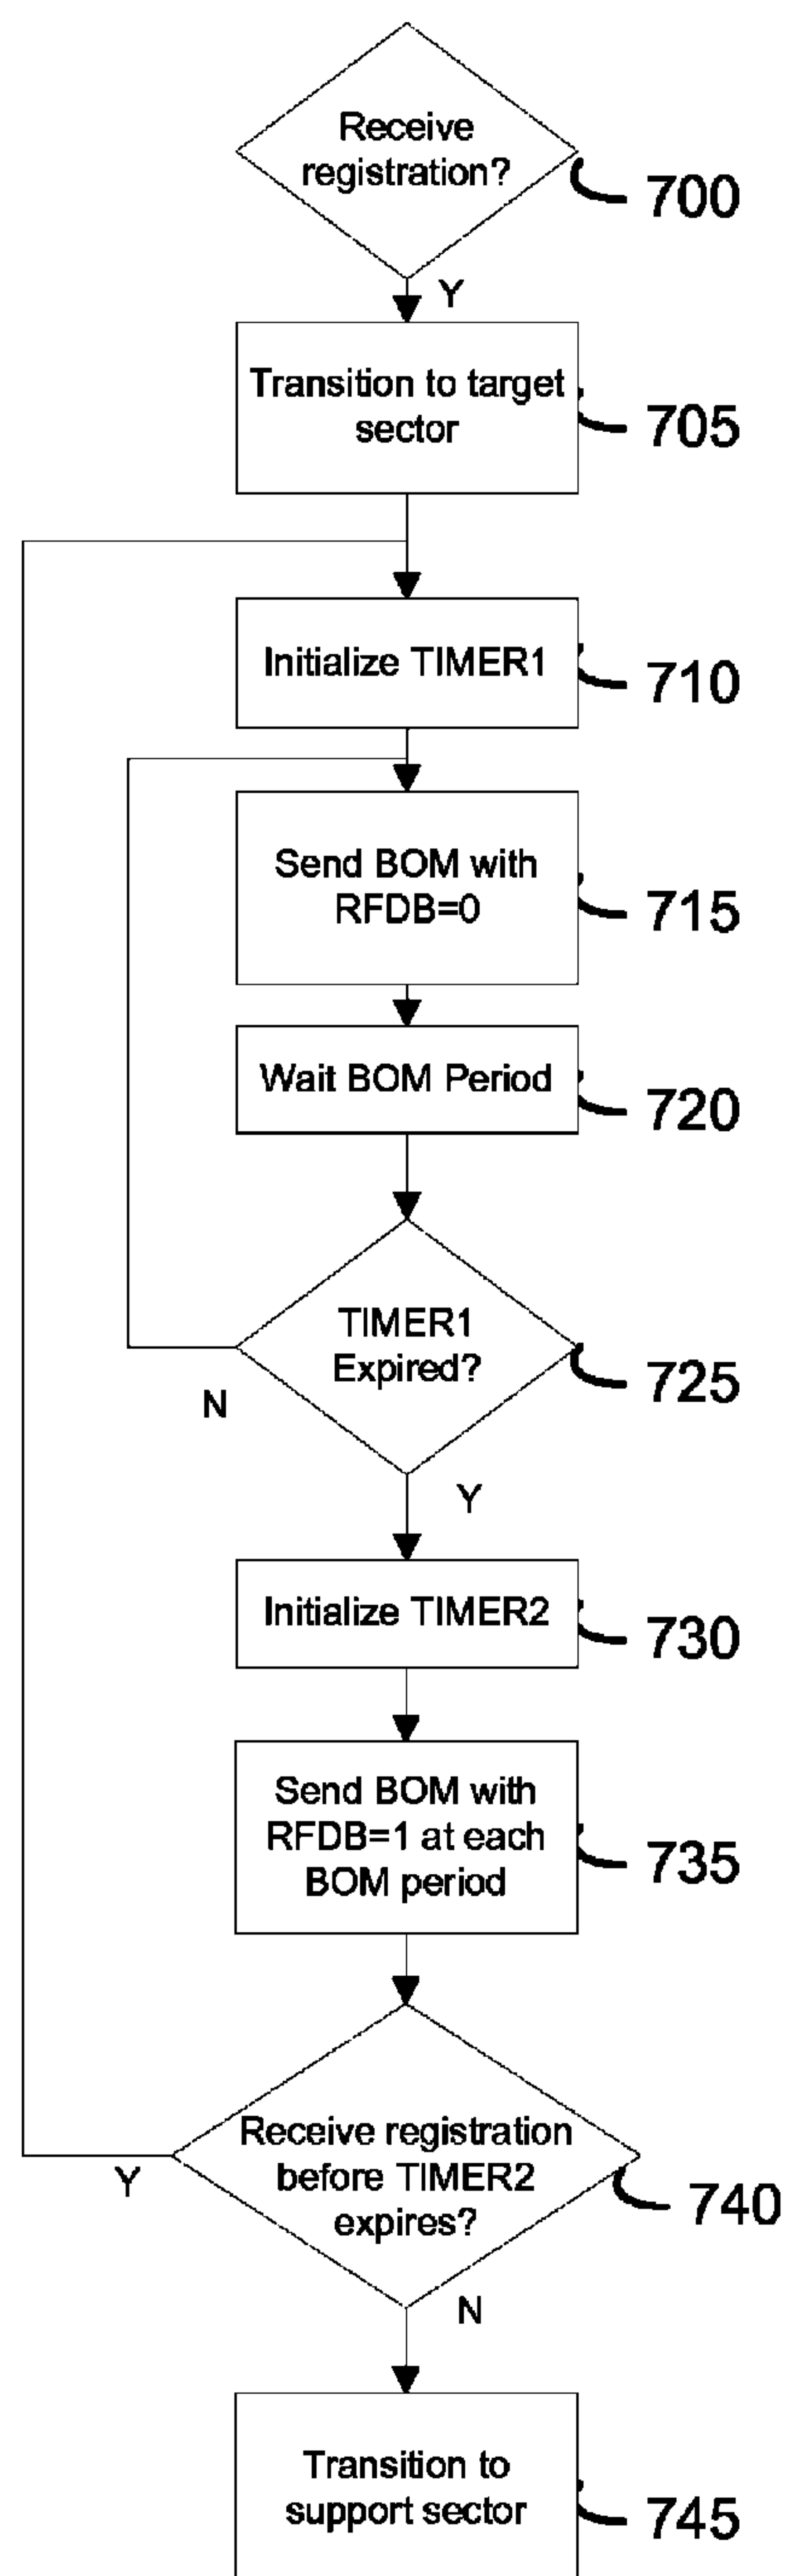 Receive
registration?
700
Y
Transition to target
sector
705
Initialize TIMER1
710
Send BOM with
RFDB=0
715
Wait BOM Period
720
TIMER1
Expired?
725
N
Y
Initialize TIMER2
730
Send BOM with
RFDB=1 at each
BOM period
735
Receive registration
before TIMER2
expires?
740
Y
N
Transition to
support sector
745